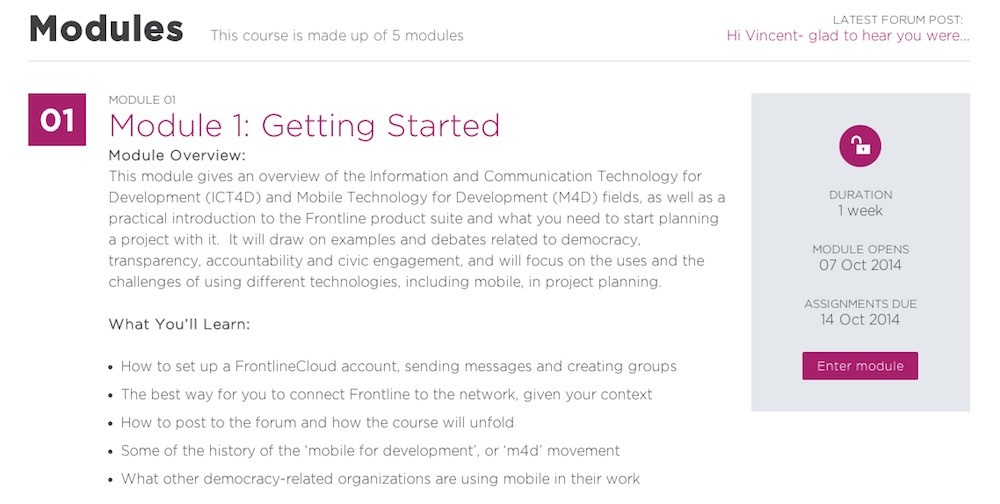 Modules
This course is made up of 5 modules
LATEST FORUM POST:
Hi Vincent- glad to hear you were...
01
MODULE 01
Module 1: Getting Started
Module Overview:
This module gives an overview of the Information and Communication Technology for
Development (ICT4D) and Mobile Technology for Development (M4D) fields, as well as a
practical introduction to the Frontline product suite and what you need to start planning
a project with it.  It will draw on examples and debates related to democracy,
transparency, accountability and civic engagement, and will focus on the uses and the
challenges of using different technologies, including mobile, in project planning.
What You'll Learn:
• How to set up a FrontlineCloud account, sending messages and creating groups
• The best way for you to connect Frontline to the network, given your context
• How to post to the forum and how the course will unfold
• Some of the history of the ‘mobile for development’, or ‘m4d’ movement
• What other democracy-related organizations are using mobile in their work
DURATION
1 week
MODULE OPENS
07 Oct 2014
ASSIGNMENTS DUE
14 Oct 2014
Enter module